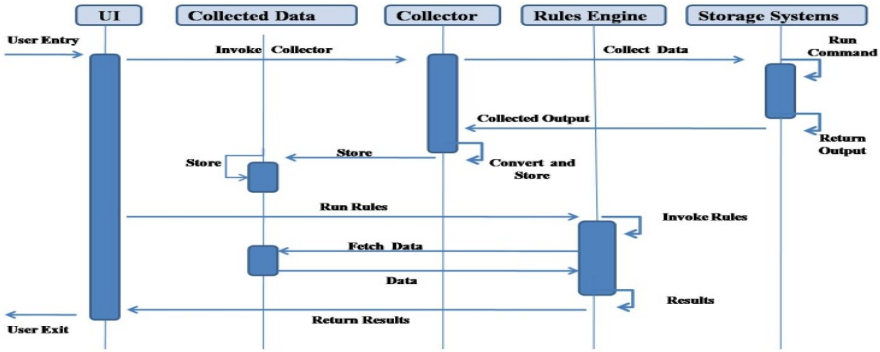 UI
Collected Data
Collector
Rules Engine
Storage Systems
User Entry
Invoke Collector
Collect Data
Run
Command
Collected Output
Return
Output
Store
Store
Convert and
Store
Run Rules
Invoke Rules
Fetch Data
Data
Results
Return Results
User Exit